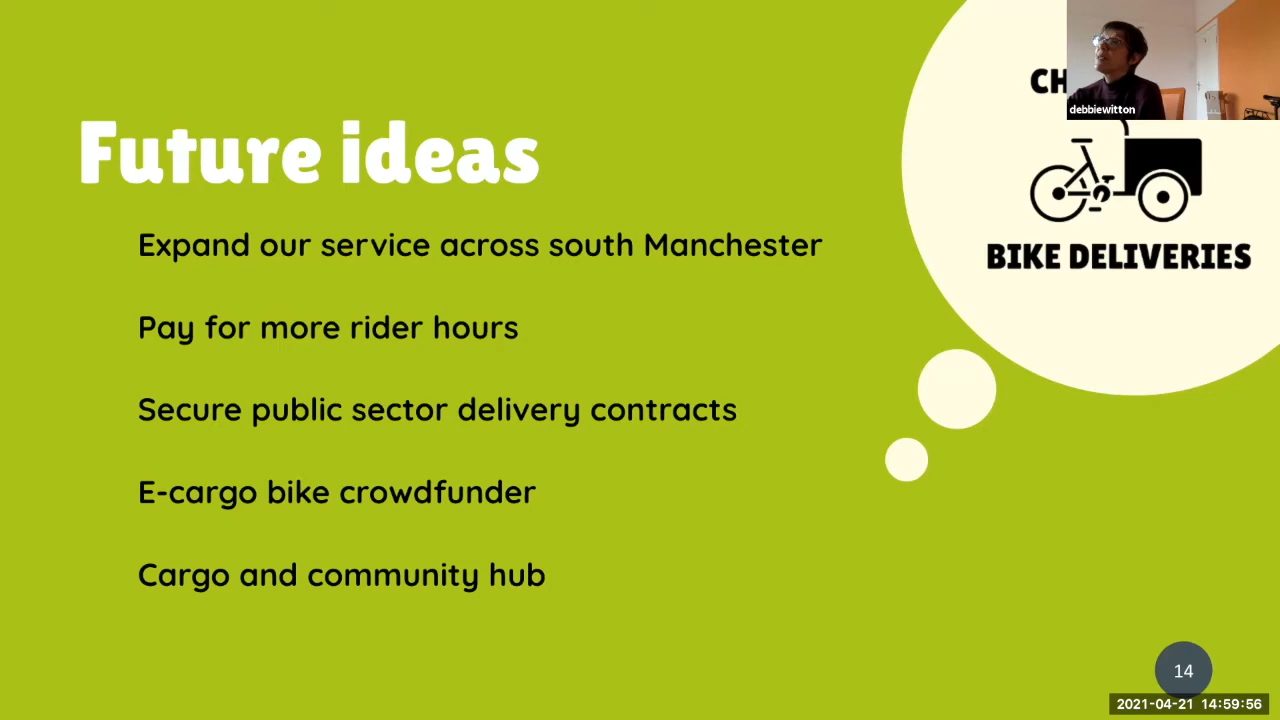 Future ideas
Expand our service across south Manchester
Pay for more rider hours
Secure public sector delivery contracts
E-cargo bike crowdfunder
Cargo and community hub
CH
debbiewitton
BIKE DELIVERIES
14
2021-04-21 14:59:56